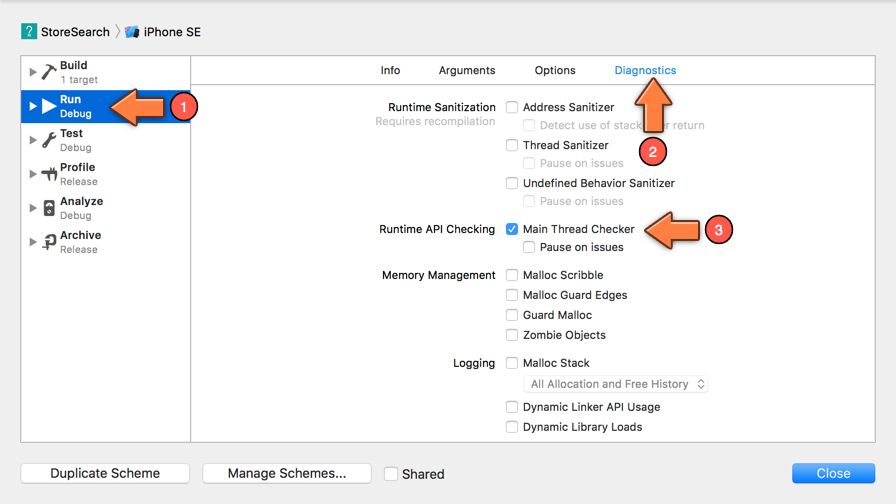 StoreSearch iPhone SE
Build
1 target
Run
Debug
1
Test
Debug
Profile
Release
Analyze
Debug
Archive
Release
Info Arguments Options Diagnostics
2
Runtime Sanitization
Requires recompilation
Address Sanitizer
Detect use of stack return
Thread Sanitizer
Pause on issues
Undefined Behavior Sanitizer
Pause on issues
Runtime API Checking
Main Thread Checker
3
Pause on issues
Memory Management
Malloc Scribble
Malloc Guard Edges
Guard Malloc
Zombie Objects
Logging
Malloc Stack
All Allocation and Free History
Dynamic Linker API Usage
Dynamic Library Loads
Duplicate Scheme Manage Schemes... Shared Close